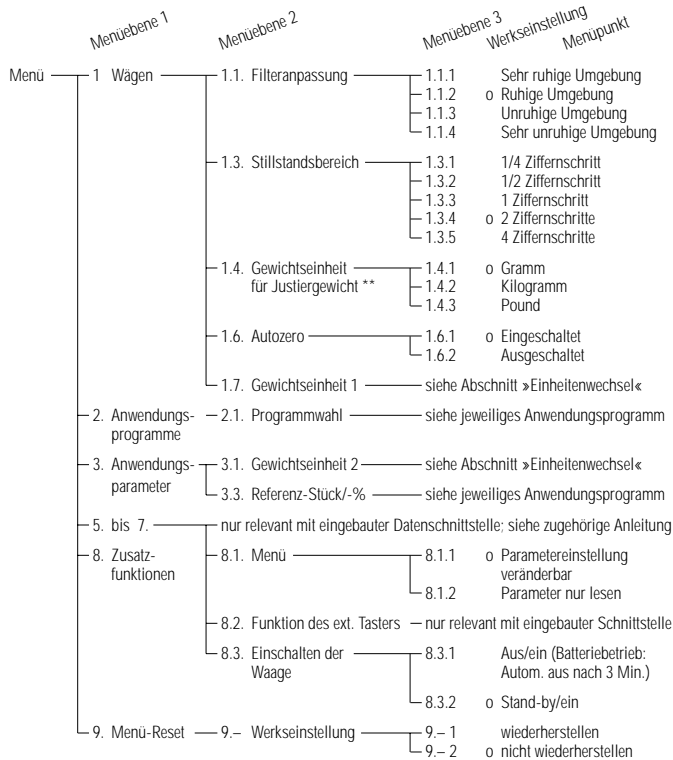 Menüebene 1 Menüebene 2 Menüebene 3 Werkseinstellung Menüpunkt
Menü 1 Wägen 1.1. Filteranpassung 1.1.1 Sehr ruhige Umgebung
1.1.2 o Ruhige Umgebung
1.1.3 Unruhige Umgebung
1.1.4 Sehr unruhige Umgebung
1.3. Stillstandsbereich 1.3.1 1/4 Ziffernschritt
1.3.2 1/2 Ziffernschritt
1.3.3 1 Ziffernschritt
1.3.4 o 2 Ziffernschritte
1.3.5 4 Ziffernschritte
1.4. Gewichtseinheit 1.4.1 o Gramm
für Justiergewicht ** 1.4.2 Kilogramm
1.4.3 Pound
1.6. Autozero 1.6.1 o Eingeschaltet
1.6.2 Ausgeschaltet
1.7. Gewichtseinheit 1 siehe Abschnitt »Einheitenwechsel«
2. Anwendungs- 2.1. Programmwahl siehe jeweiliges Anwendungsprogramm
programme
3. Anwendungs- 3.1. Gewichtseinheit 2 siehe Abschnitt »Einheitenwechsel«
parameter
3.3. Referenz-Stück/-% siehe jeweiliges Anwendungsprogramm
5. bis 7. nur relevant mit eingebauter Datenschnittstelle; siehe zugehörige Anleitung
8. Zusatz- 8.1. Menü 8.1.1 o Parametereinstellung
funktionen veränderbar
8.1.2 Parameter nur lesen
8.2. Funktion des ext. Tasters nur relevant mit eingebauter Schnittstelle
8.3. Einschalten der 8.3.1 Aus/ein (Batteriebetrieb:
Waage Autom. aus nach 3 Min.)
8.3.2 o Stand-by/ein
9. Menü-Reset 9.– Werkseinstellung 9.– 1 wiederherstellen
9.– 2 o nicht wiederherstellen